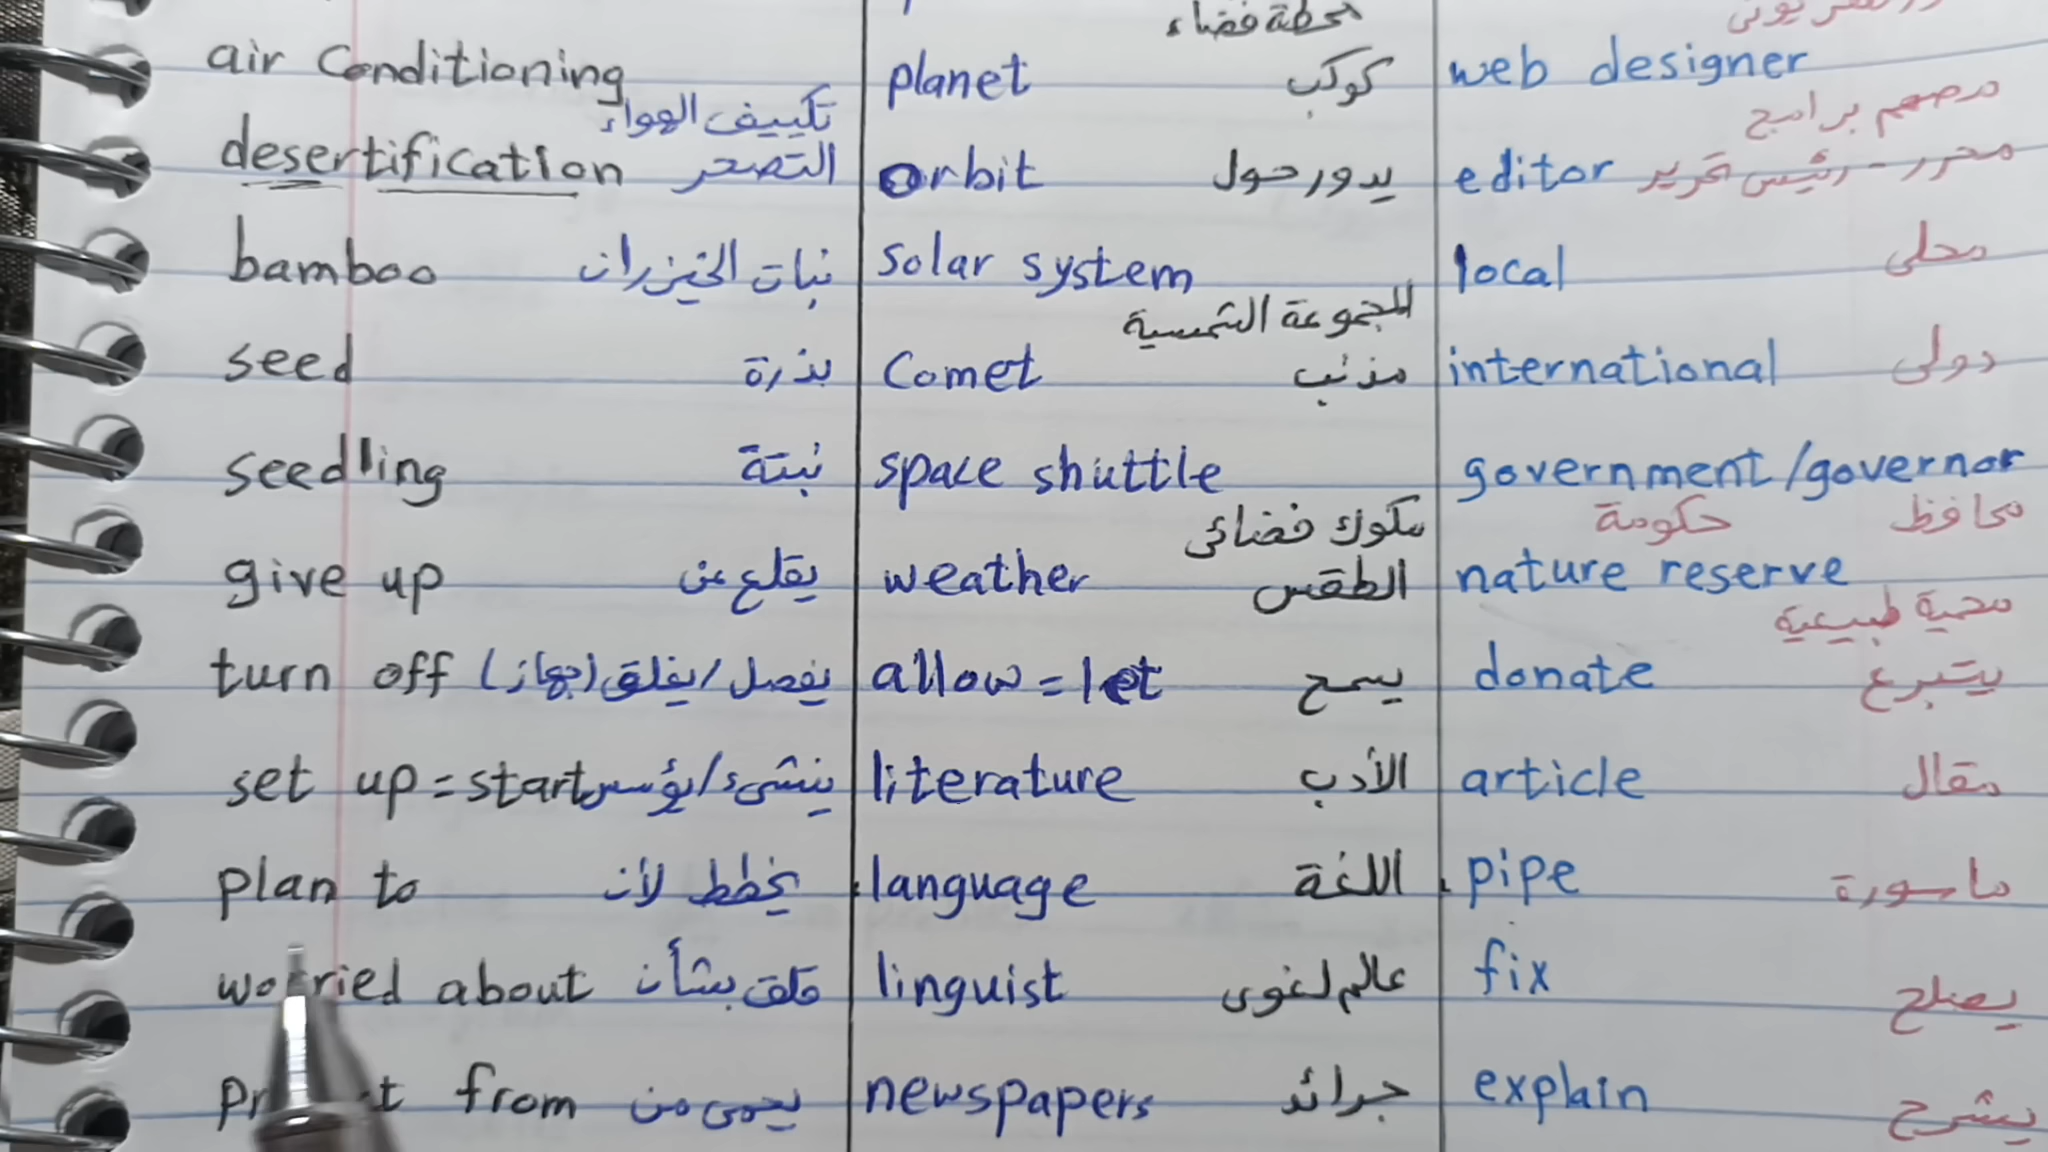 air Conditioning
تكييف الهواء
desertification التصحر
bamboo نبات الخيزران
seed بذرة
seedling نبتة
give up يقلع عن
turn off يفصل/يغلق (جهاز)
set up = start ينشىء/يؤسس
plan to يخطط لأن
worried about قلق بشأن
from يحمى من
محطة فضاء
planet كوكب
orbit يدور حول
solar system
المجموعة الشمسية
Comet مذنب
space shuttle
مكوك فضائى
weather الطقس
allow = let يسمح
literature الأدب
language اللغة
linguist عالم لغوى
newspapers جرائد
web designer
مصمم برامج
editor محرر - رئيس تحرير
local محلى
international دولى
government/governor
حكومة محافظ
nature reserve
محمية طبيعية
donate يتبرع
article مقال
pipe ماسورة
fix يصلح
explain يشرح